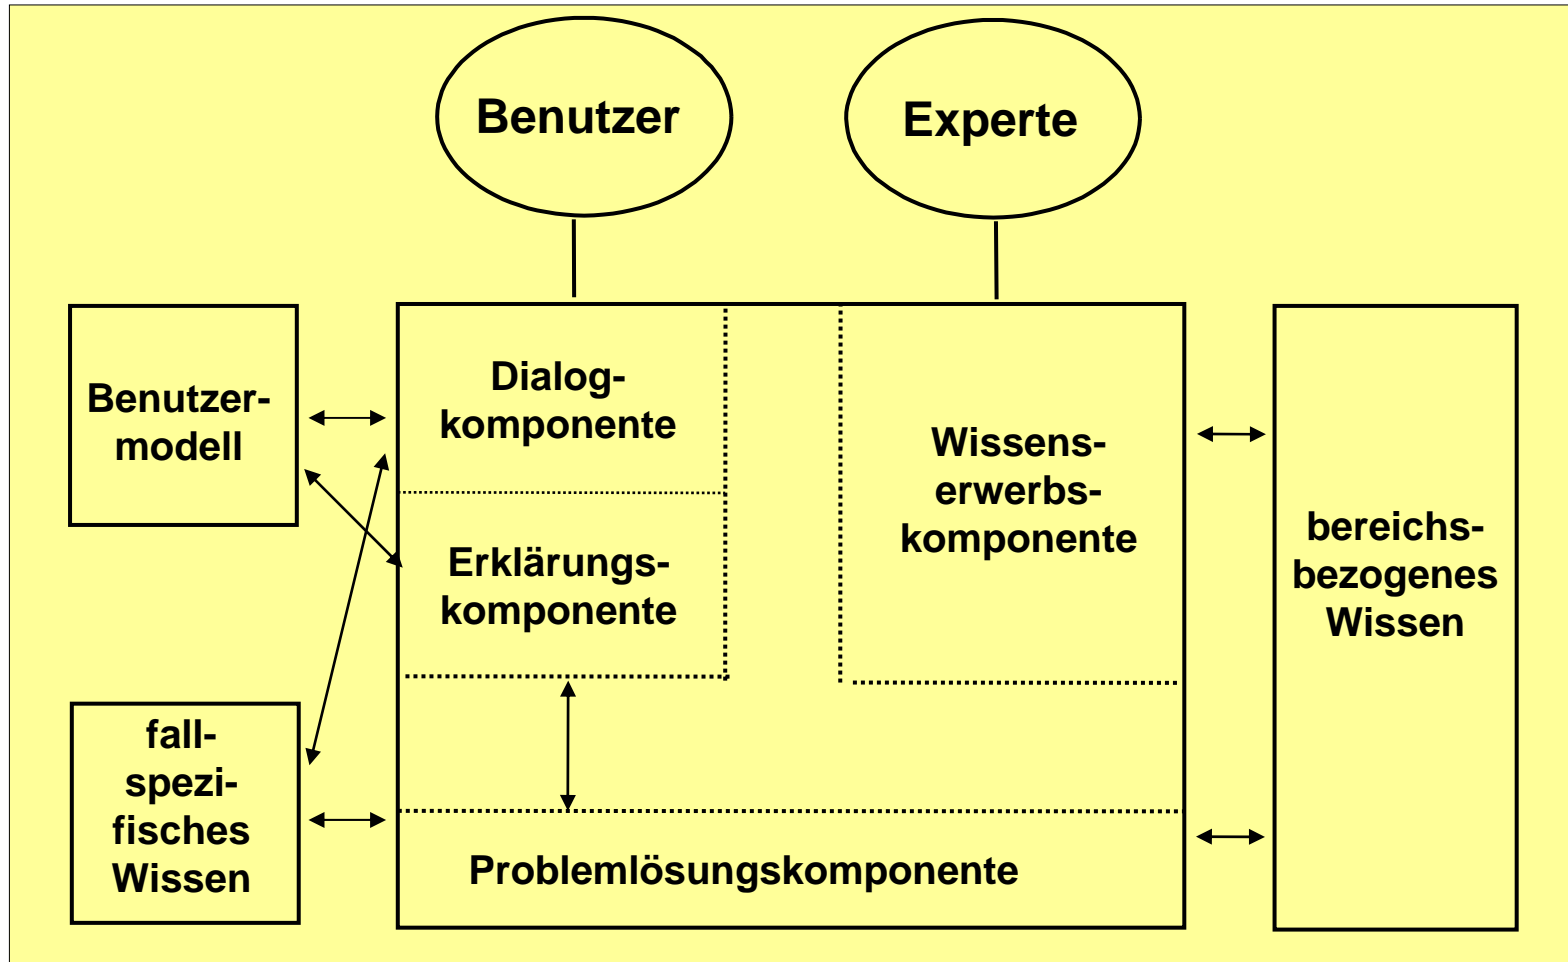 Benutzer
Experte
Benutzer-
modell
Dialog-
komponente
Erklärungs-
komponente
Wissens-
erwerbs-
komponente
bereichs-
bezogenes
Wissen
fall-
spezi-
fisches
Wissen
Problemlösungskomponente